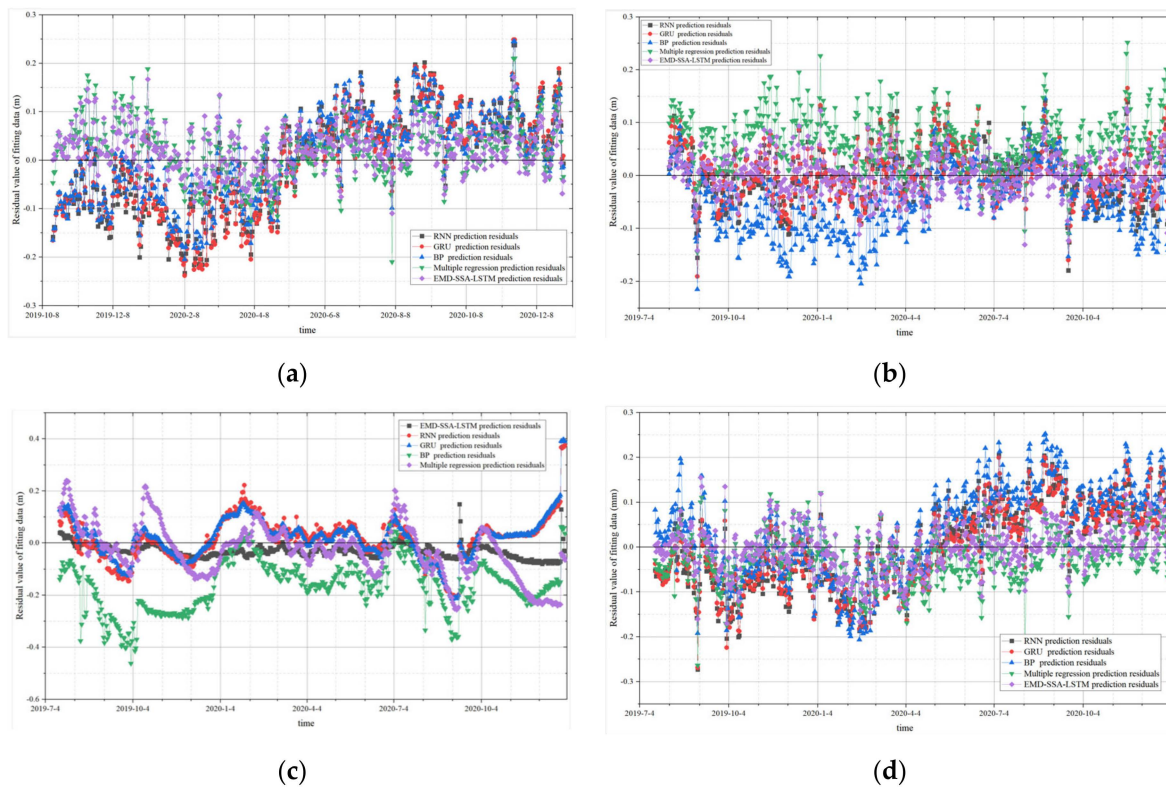 0.3
0.2
0.1
0.0
-0.1
-0.2
-0.3
Residual value of fitting data (m)
2019-10-8 2019-12-8 2020-2-8 2020-4-8 2020-6-8 2020-8-8 2020-10-8 2020-12-8
time
RNN prediction residuals
GRU prediction residuals
BP prediction residuals
Multiple regression prediction residuals
EMD-SSA-LSTM prediction residuals
(a)
0.3
0.2
0.1
0.0
-0.1
-0.2
Residual value of fitting data (m)
2019-7-4 2019-10-4 2020-1-4 2020-4-4 2020-7-4 2020-10-4
time
RNN prediction residuals
GRU prediction residuals
BP prediction residuals
Multiple regression prediction residuals
EMD-SSA-LSTM prediction residuals
(b)
0.4
0.2
0.0
-0.2
-0.4
-0.6
Residual value of fitting data (m)
2019-7-4 2019-10-4 2020-1-4 2020-4-4 2020-7-4 2020-10-4
time
EMD-SSA-LSTM prediction residuals
RNN prediction residuals
GRU prediction residuals
BP prediction residuals
Multiple regression prediction residuals
(c)
0.3
0.2
0.1
0.0
-0.1
-0.2
-0.3
Residual value of fitting data (mm)
2019-7-4 2019-10-4 2020-1-4 2020-4-4 2020-7-4 2020-10-4
time
RNN prediction residuals
GRU prediction residuals
BP prediction residuals
Multiple regression prediction residuals
EMD-SSA-LSTM prediction residuals
(d)